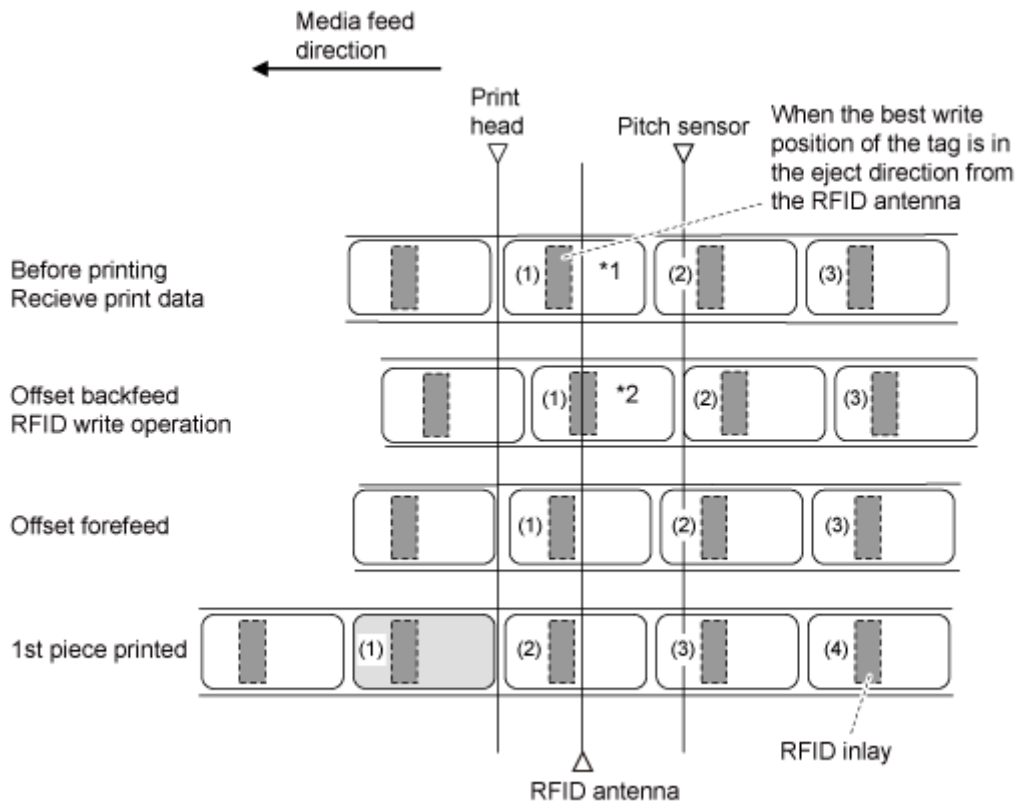 Media feed
direction
Print
head
Pitch sensor
When the best write
position of the tag is in
the eject direction from
the RFID antenna
Before printing
Recieve print data
(1) *1 (2) (3)
Offset backfeed
RFID write operation
(1) *2 (2) (3)
Offset forefeed
(1) (2) (3)
1st piece printed
(1) (2) (3) (4)
RFID inlay
RFID antenna